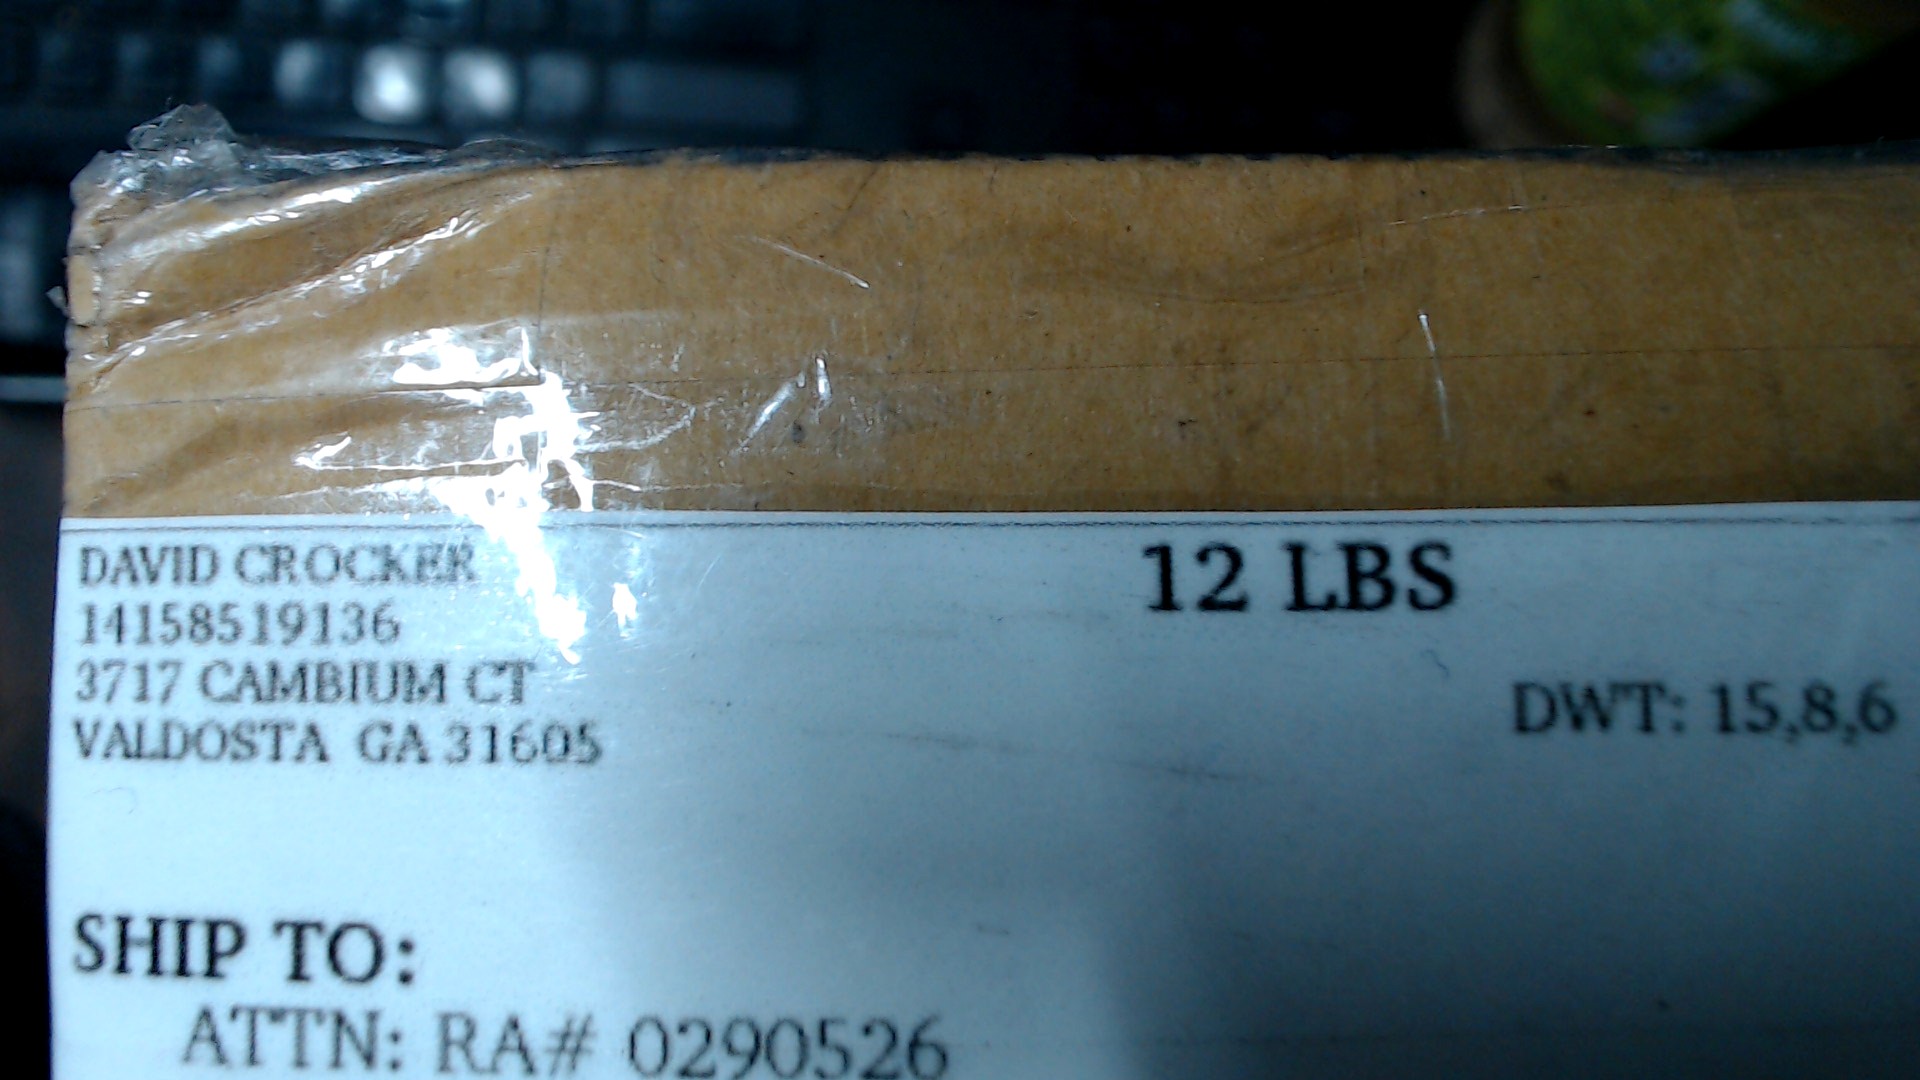 DAVID CROCKER
14158519136
3717 CAMBIUM CT
VALDOSTA GA 31605
12 LBS
DWT: 15,8,6
SHIP TO:
ATTN: RA# 0290526